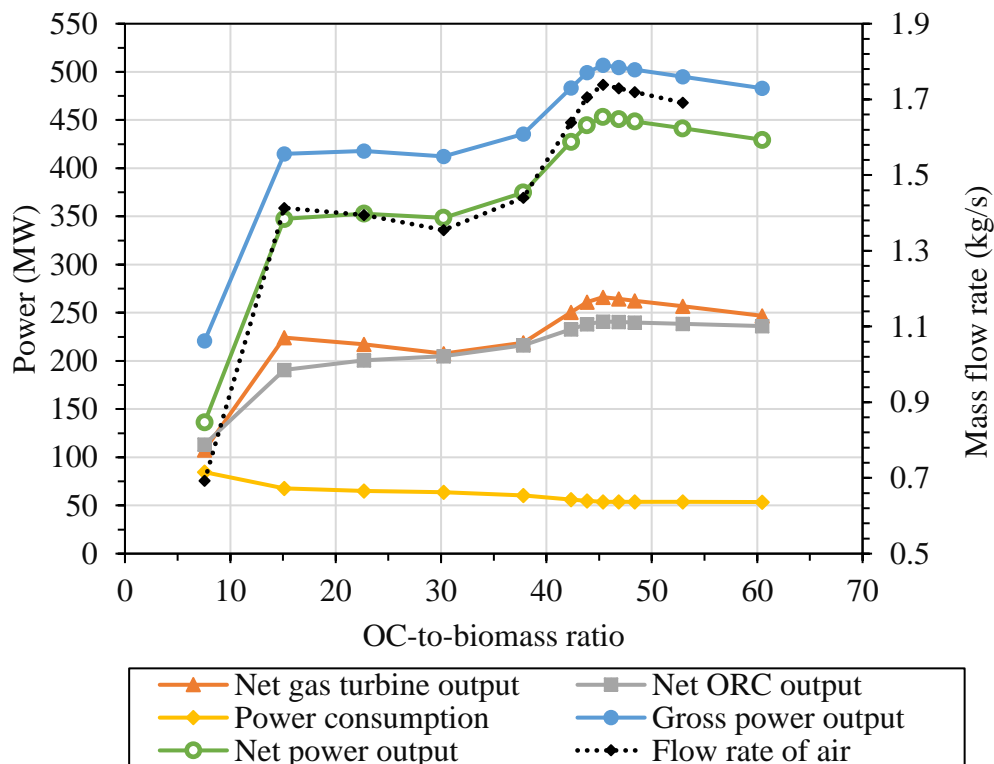 550
500
450
400
350
300
250
200
150
100
50
0
Power (MW)
1.9
1.7
1.5
1.3
1.1
0.9
0.7
0.5
Mass flow rate (kg/s)
0 10 20 30 40 50 60 70
OC-to-biomass ratio
Net gas turbine output Net ORC output
Power consumption Gross power output
Net power output Flow rate of air